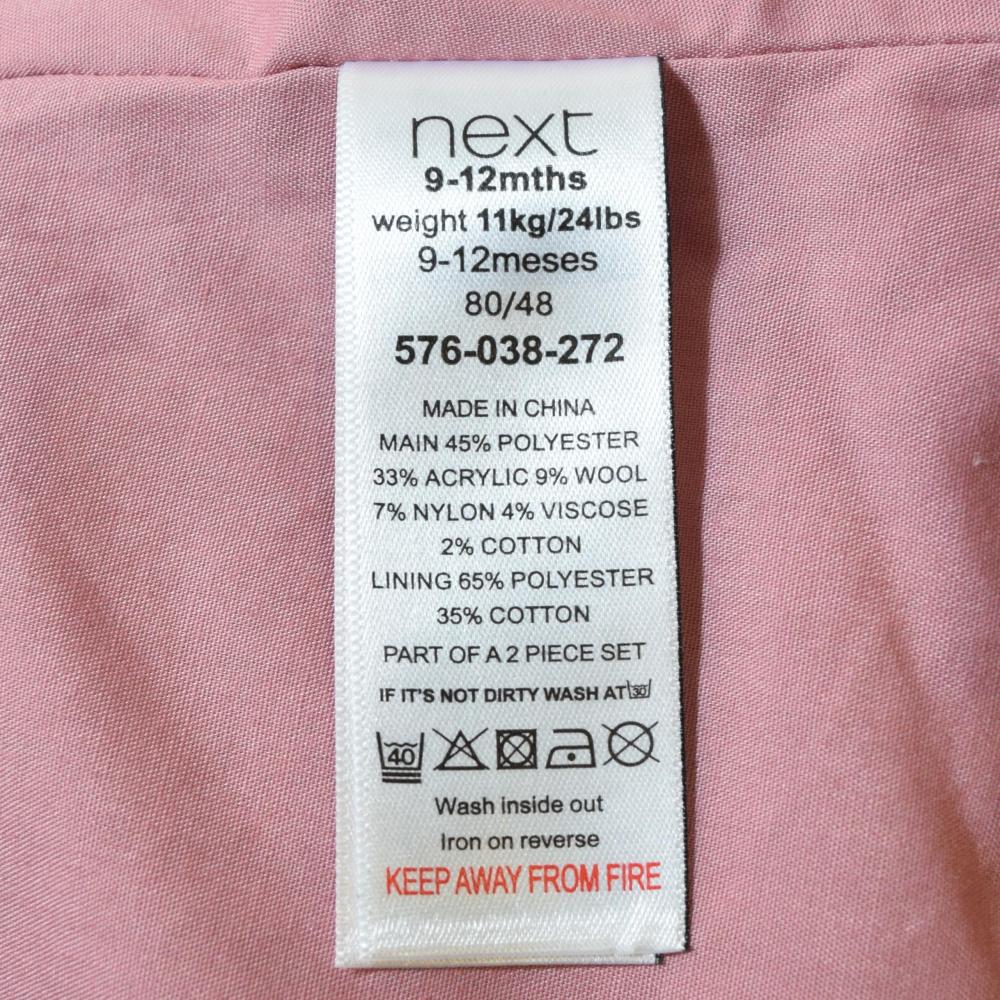 next
9-12mths
weight 11kg/24lbs
9-12meses
80/48
576-038-272
MADE IN CHINA
MAIN 45% POLYESTER
33% ACRYLIC 9% WOOL
7% NYLON 4% VISCOSE
2% COTTON
LINING 65% POLYESTER
35% COTTON
PART OF A 2 PIECE SET
IF IT'S NOT DIRTY WASH AT 30
40
Wash inside out
Iron on reverse
KEEP AWAY FROM FIRE